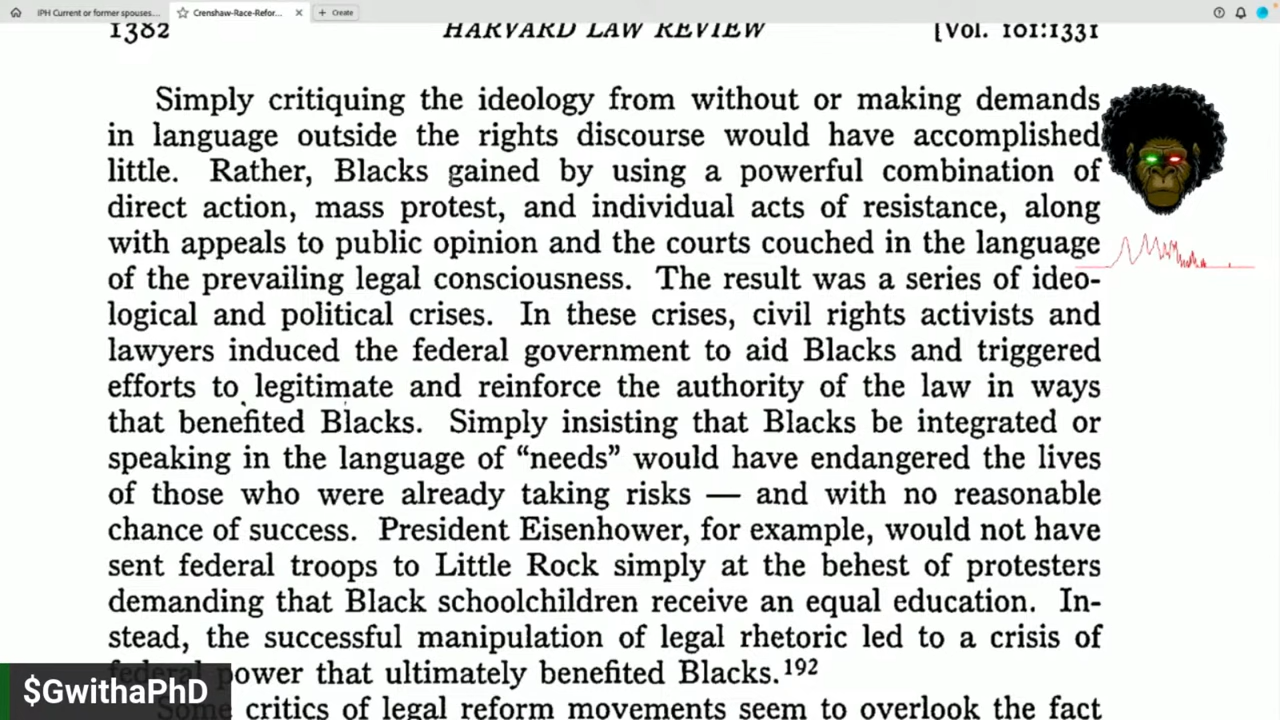 IPH Current or former spouses...
Crenshaw-Race-Refor...
× + Create
1382
HARVARD LAW REVIEW
[Vol. 101:1331
Simply critiquing the ideology from without or making demands
in language outside the rights discourse would have accomplished
little. Rather, Blacks gained by using a powerful combination of
direct action, mass protest, and individual acts of resistance, along
with appeals to public opinion and the courts couched in the language
of the prevailing legal consciousness. The result was a series of ideo-
logical and political crises. In these crises, civil rights activists and
lawyers induced the federal government to aid Blacks and triggered
efforts to legitimate and reinforce the authority of the law in ways
that benefited Blacks. Simply insisting that Blacks be integrated or
speaking in the language of “needs” would have endangered the lives
of those who were already taking risks — and with no reasonable
chance of success. President Eisenhower, for example, would not have
sent federal troops to Little Rock simply at the behest of protesters
demanding that Black schoolchildren receive an equal education. In-
stead, the successful manipulation of legal rhetoric led to a crisis of
federal power that ultimately benefited Blacks.192
$GwithaPhD
Some critics of legal reform movements seem to overlook the fact